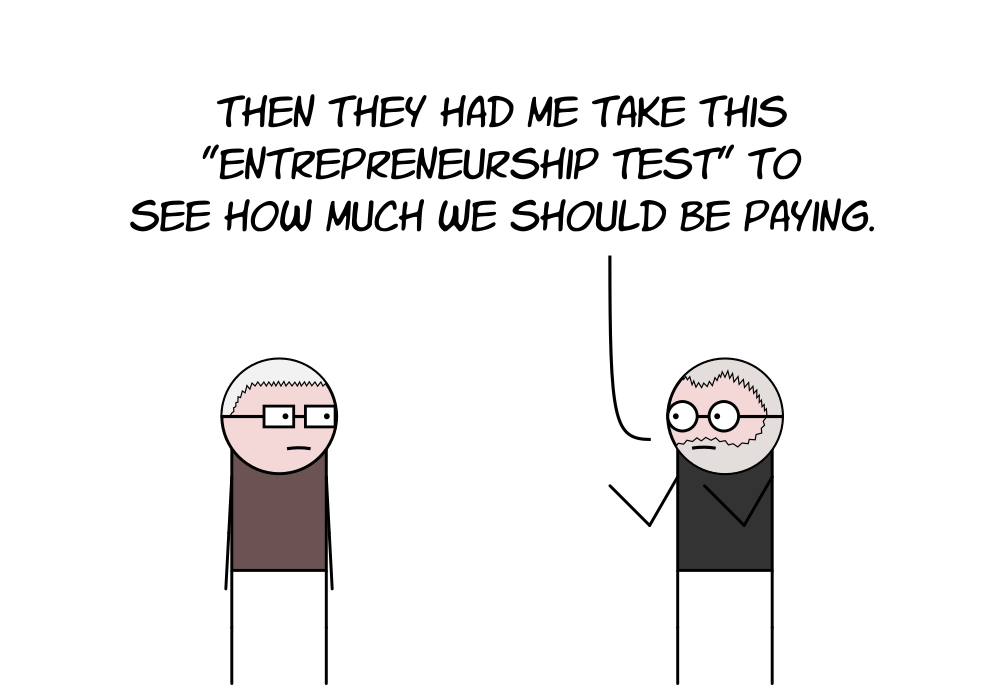 THEN THEY HAD ME TAKE THIS
"ENTREPRENEURSHIP TEST" TO
SEE HOW MUCH WE SHOULD BE PAYING.